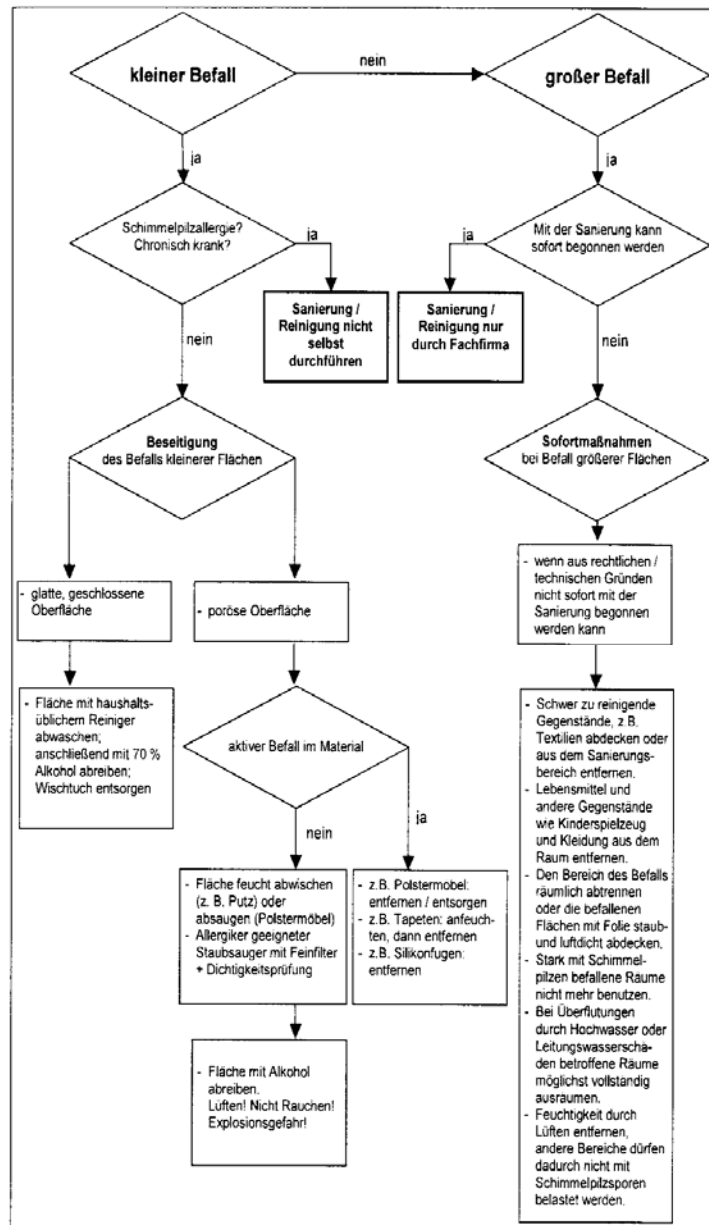 kleiner Befall
nein
großer Befall
ja
ja
Schimmelpilzallergie?
Chronisch krank?
ja
Mit der Sanierung kann
sofort begonnen werden
ja
Sanierung /
Reinigung nicht
selbst
durchführen
Sanierung /
Reinigung nur
durch Fachfirma
nein
nein
Beseitigung
des Befalls kleinerer Flächen
Sofortmaßnahmen
bei Befall größerer Flächen
- glatte, geschlossene
Oberfläche
- poröse Oberfläche
- wenn aus rechtlichen /
technischen Gründen
nicht sofort mit der
Sanierung begonnen
werden kann
- Fläche mit haushalts-
üblichem Reiniger
abwaschen;
anschließend mit 70 %
Alkohol abreiben;
Wischtuch entsorgen
aktiver Befall im Material
nein
ja
- Fläche feucht abwischen
(z. B. Putz) oder
absaugen (Polstermöbel)
- Allergiker geeigneter
Staubsauger mit Feinfilter
+ Dichtigkeitsprüfung
- z.B. Polstermobel:
entfernen / entsorgen
- z.B. Tapeten: anfeuch-
ten, dann entfernen
- z.B. Silikonfugen:
entfernen
- Fläche mit Alkohol
abreiben.
Lüften! Nicht Rauchen!
Explosionsgefahr!
- Schwer zu reinigende
Gegenstände, z.B.
Textilien abdecken oder
aus dem Sanierungs-
bereich entfernen.
- Lebensmittel und
andere Gegenstände
wie Kinderspielzeug
und Kleidung aus dem
Raum entfernen.
- Den Bereich des Befalls
räumlich abtrennen
oder die befallenen
Flächen mit Folie staub-
und luftdicht abdecken.
- Stark mit Schimmel-
pilzen befallene Räume
nicht mehr benutzen.
- Bei Überflutungen
durch Hochwasser oder
Leitungswasserschä-
den betroffene Räume
möglichst vollständig
ausräumen.
- Feuchtigkeit durch
Lüften entfernen,
andere Bereiche dürfen
dadurch nicht mit
Schimmelpilzsporen
belastet werden.